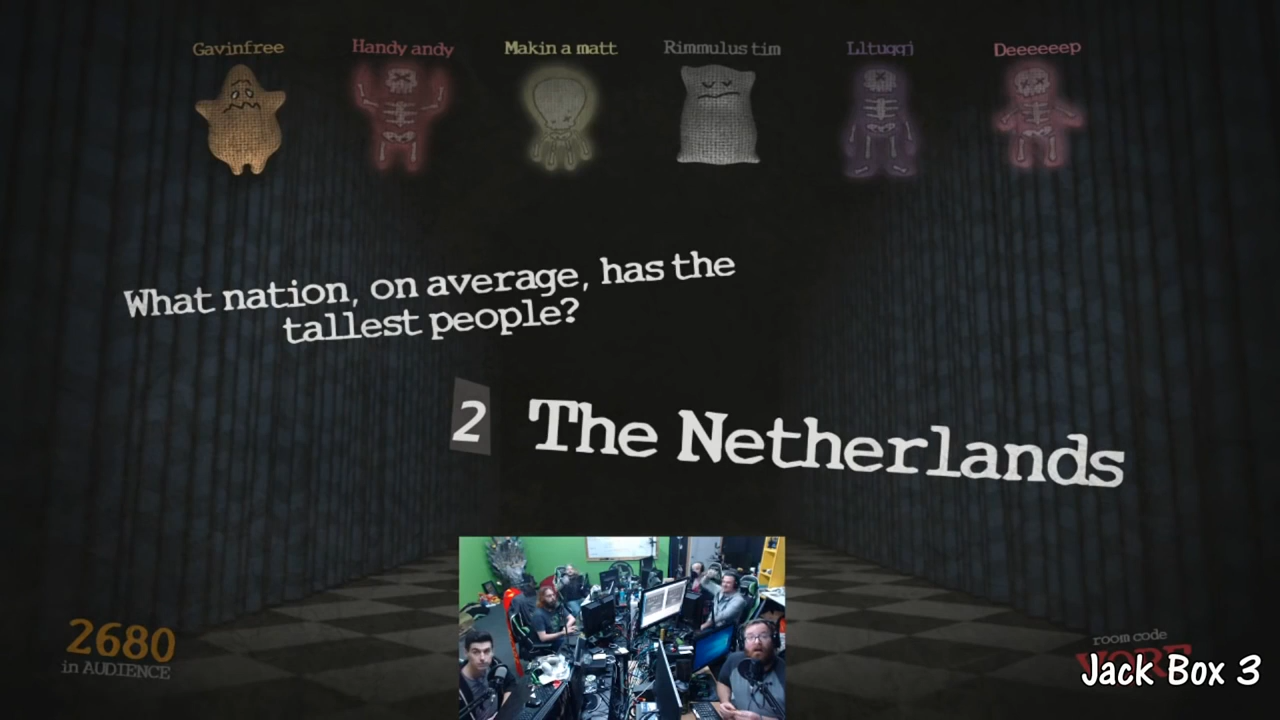 Gavinfree
Handy andy
Makin a matt
Rimmulus tim
Lltuqqj
Deeeeeep
What nation, on average, has the
tallest people?
2 The Netherlands
2680
in AUDIENCE
room code
Jack Box 3